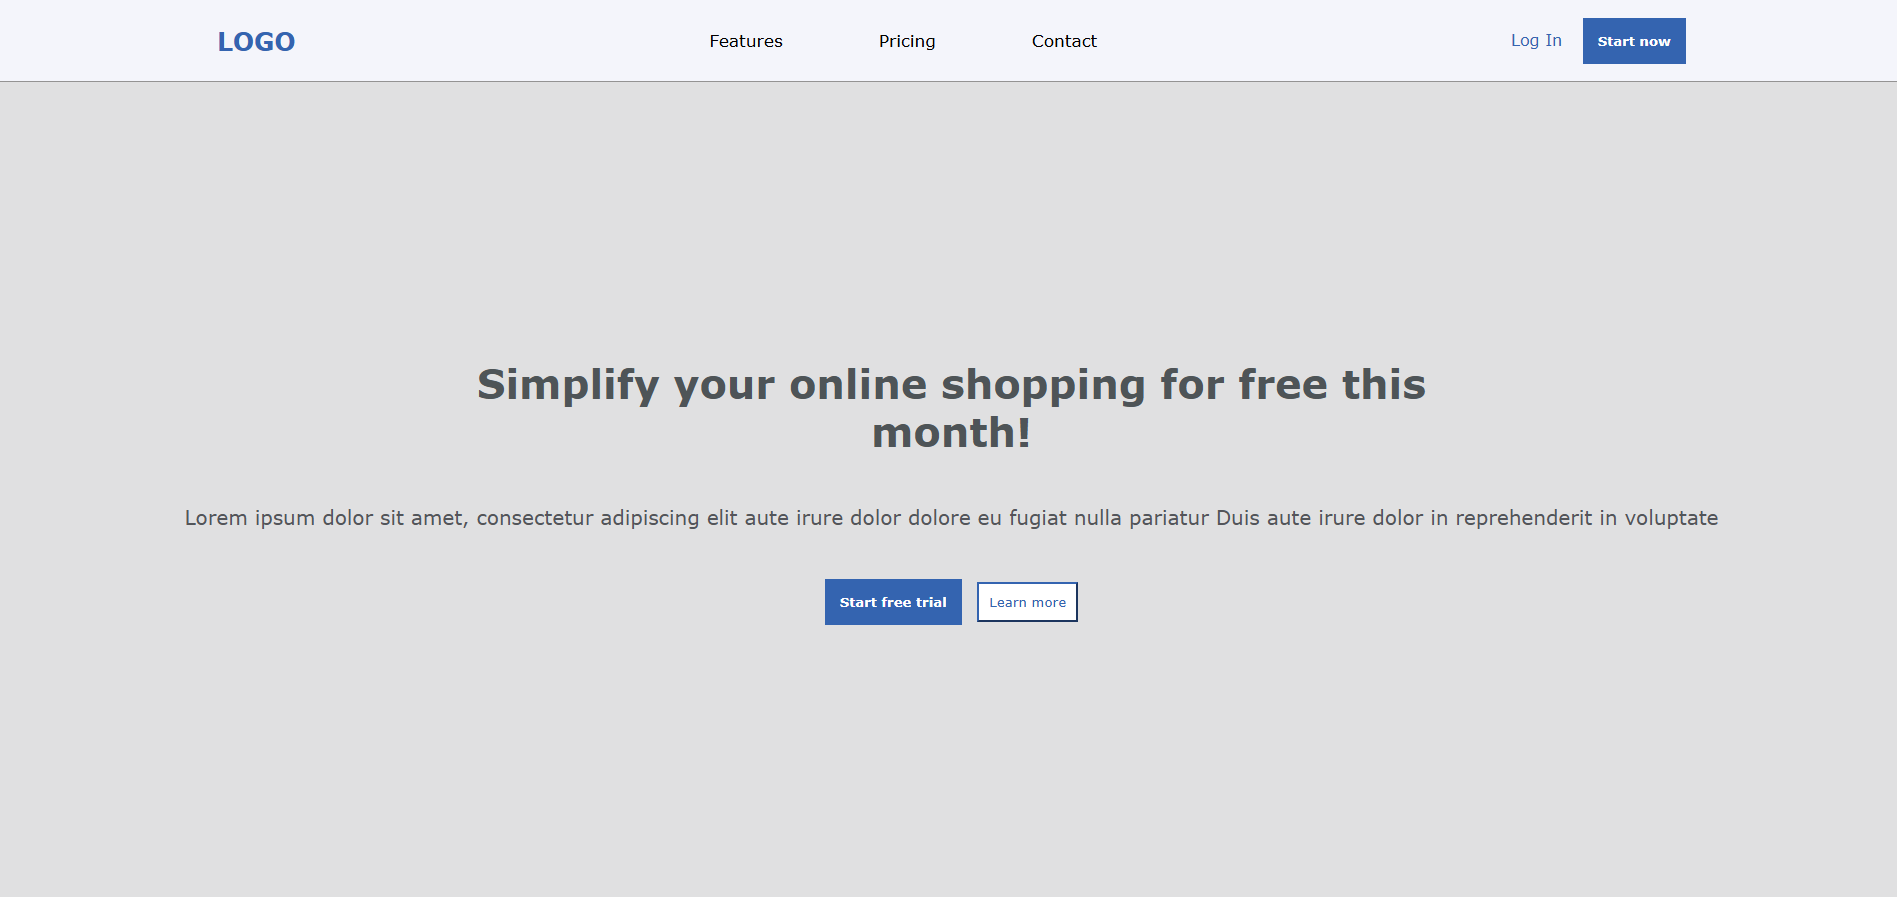 LOGO
Features
Pricing
Contact
Log In
Start now
Simplify your online shopping for free this
month!
Lorem ipsum dolor sit amet, consectetur adipiscing elit aute irure dolor dolore eu fugiat nulla pariatur Duis aute irure dolor in reprehenderit in voluptate
Start free trial
Learn more